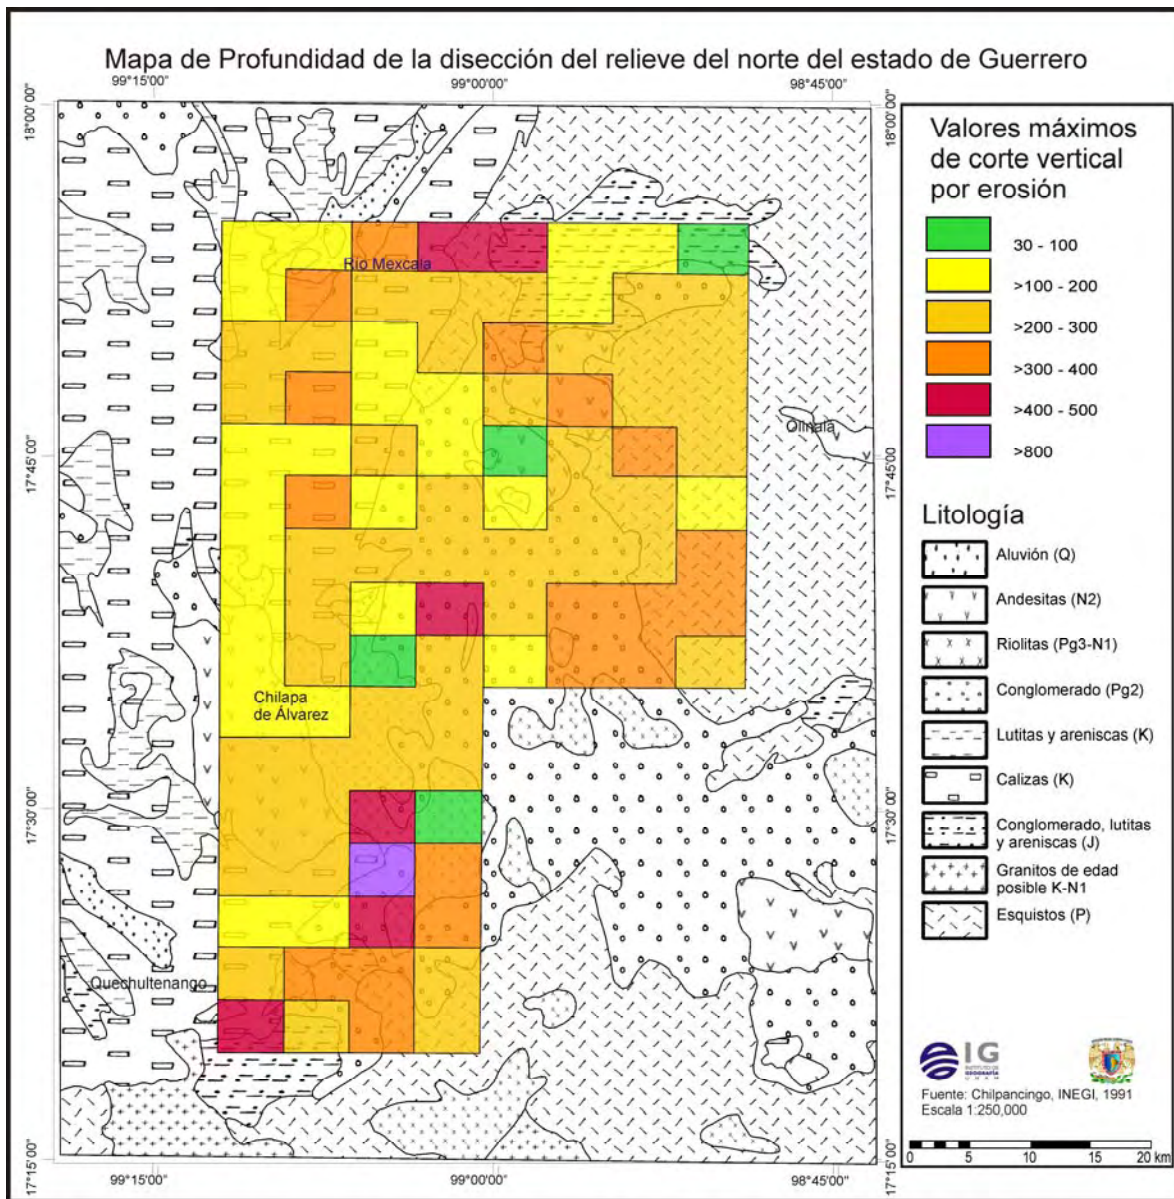 Mapa de Profundidad de la disección del relieve del norte del estado de Guerrero
99°15'00"
99°00'00"
98°45'00"
18°00'00"
18°00'00"
Río Mexcala
Olinalá
17°45'00"
17°45'00"
Chilapa
de Álvarez
17°30'00"
17°30'00"
Quechultenango
17°15'00"
17°15'00"
99°15'00"
99°00'00"
98°45'00"
Valores máximos
de corte vertical
por erosión
30 - 100
>100 - 200
>200 - 300
>300 - 400
>400 - 500
>800
Litología
Aluvión (Q)
Andesitas (N2)
Riolitas (Pg3-N1)
Conglomerado (Pg2)
Lutitas y areniscas (K)
Calizas (K)
Conglomerado, lutitas
y areniscas (J)
Granitos de edad
posible K-N1
Esquistos (P)
IG
INSTITUTO DE
GEOGRAFÍA
UNAM
Fuente: Chilpancingo, INEGI, 1991
Escala 1:250,000
0 5 10 15 20 km